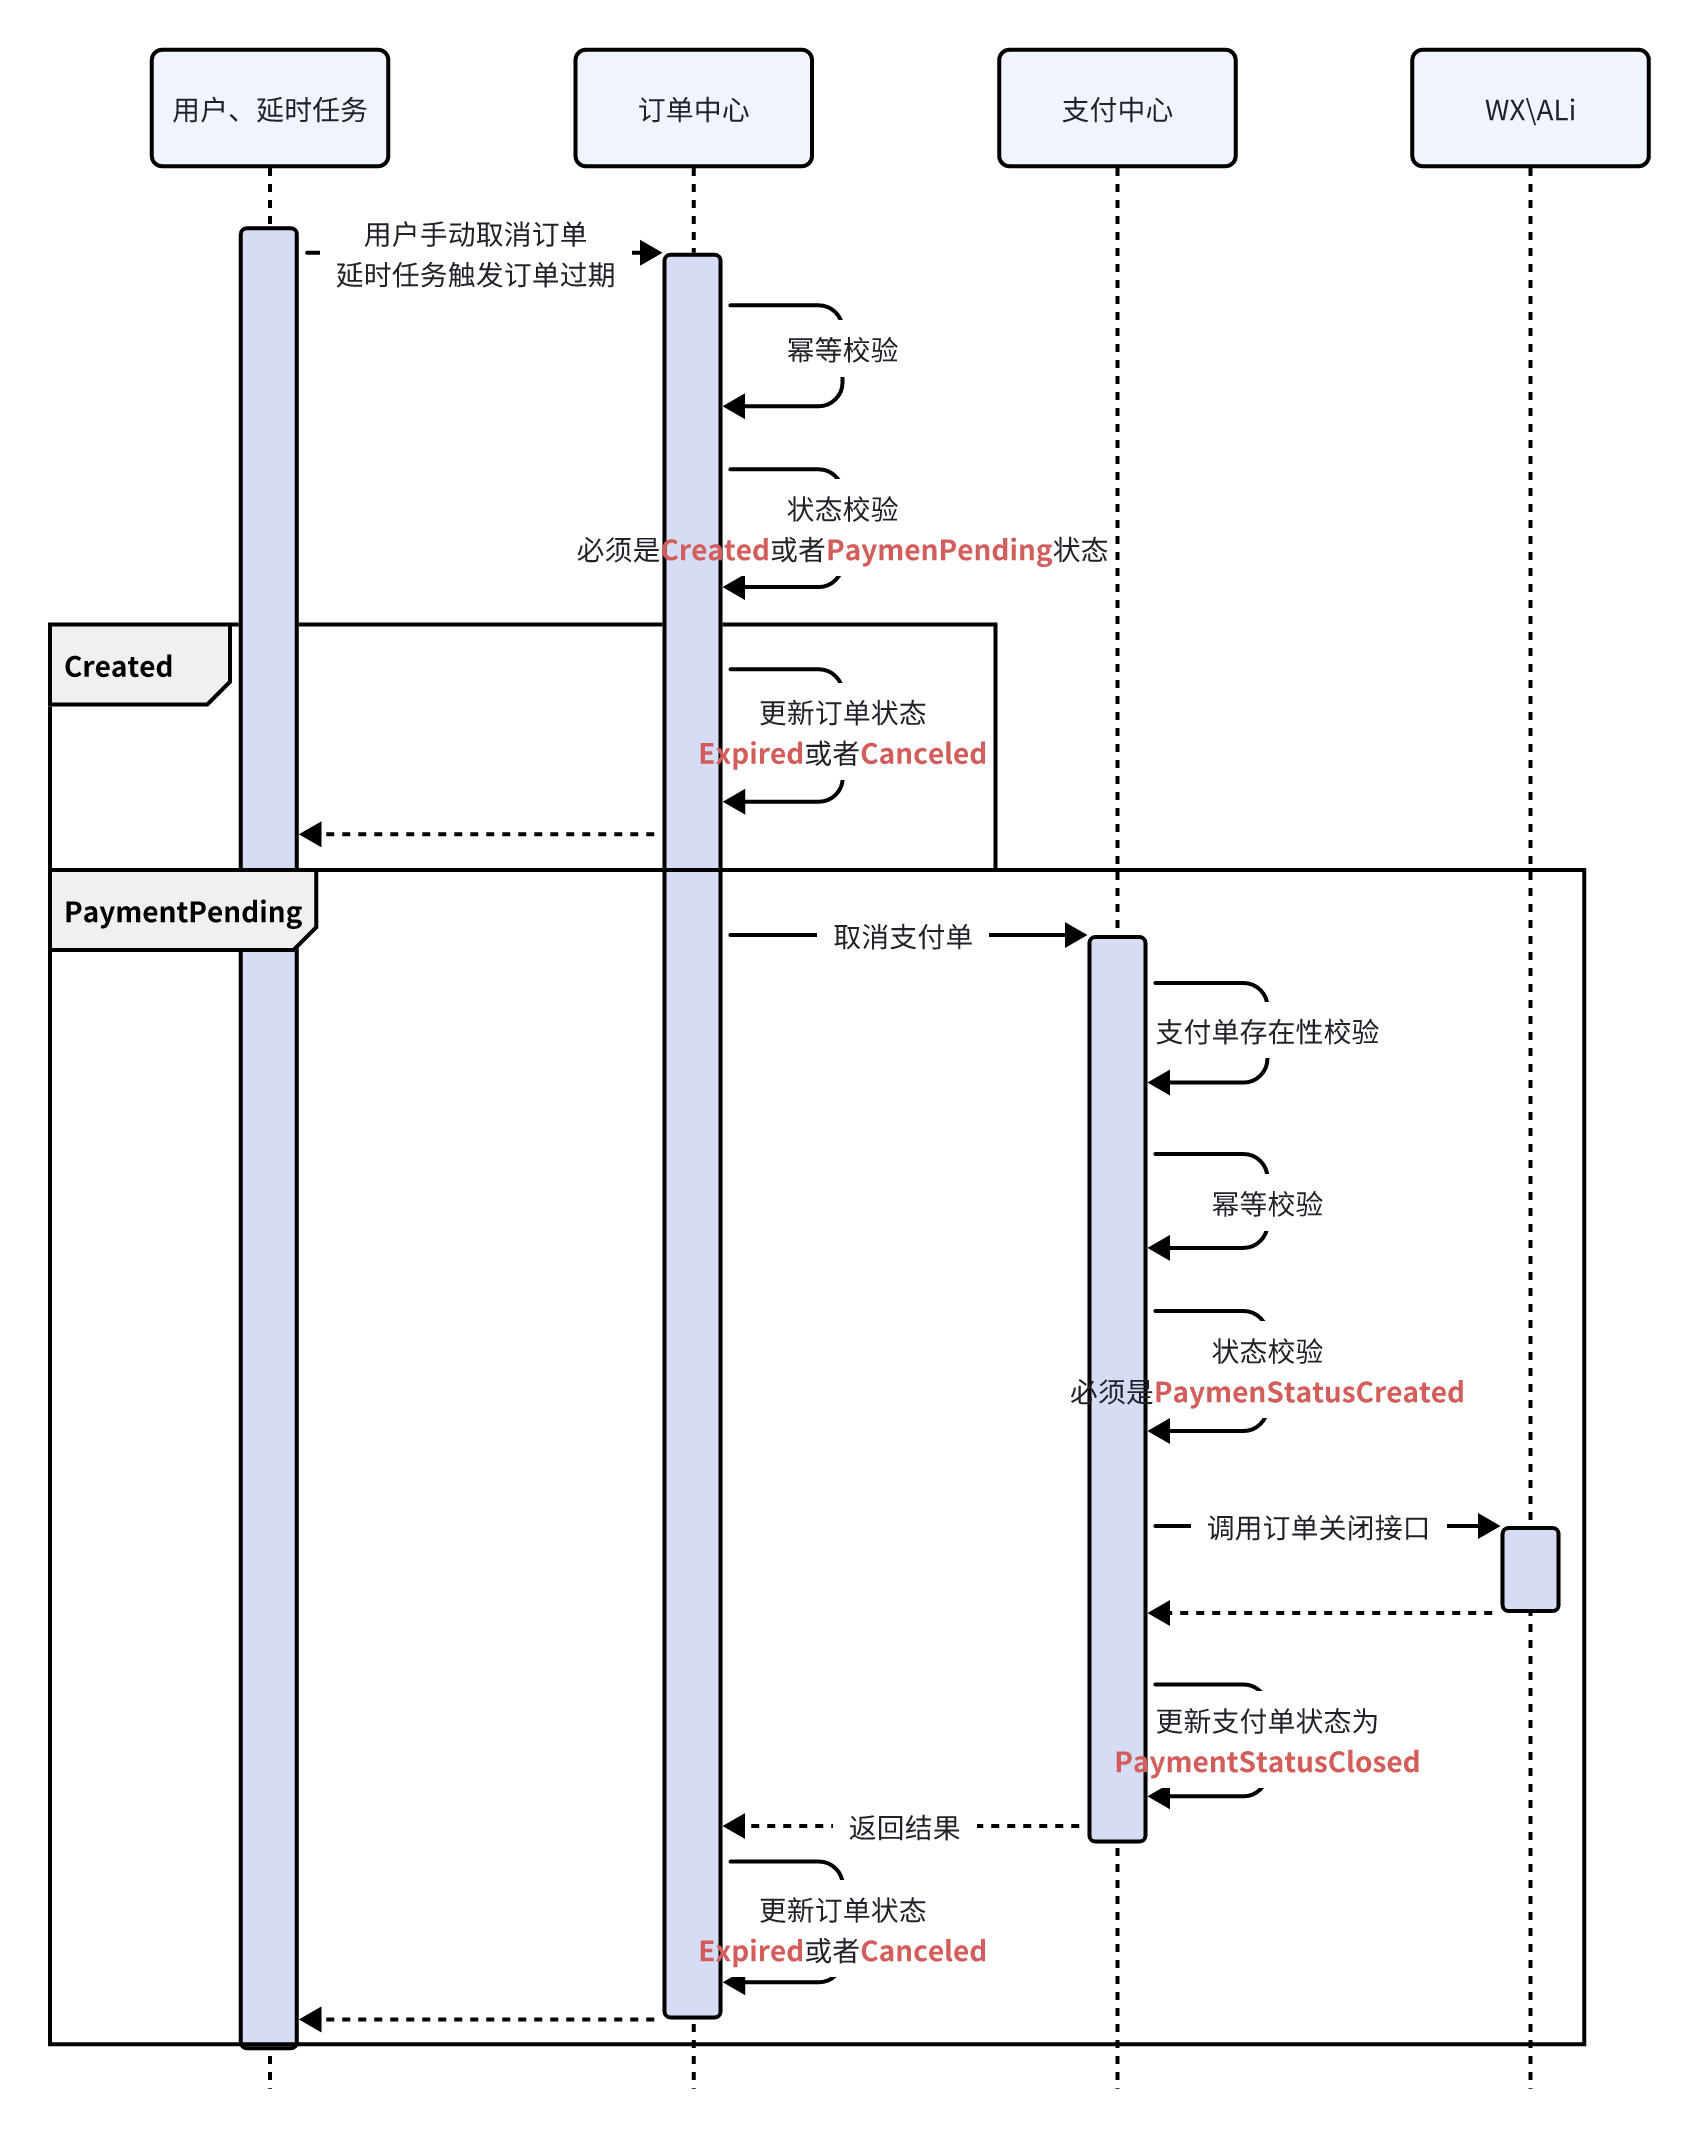 用户、延时任务
订单中心
支付中心
WX\ALi
用户手动取消订单
延时任务触发订单过期
幂等校验
状态校验
必须是Created或者PaymenPending状态
Created
更新订单状态
Expired或者Canceled
PaymentPending
取消支付单
支付单存在性校验
幂等校验
状态校验
必须是PaymenStatusCreated
调用订单关闭接口
更新支付单状态为
PaymentStatusClosed
返回结果
更新订单状态
Expired或者Canceled